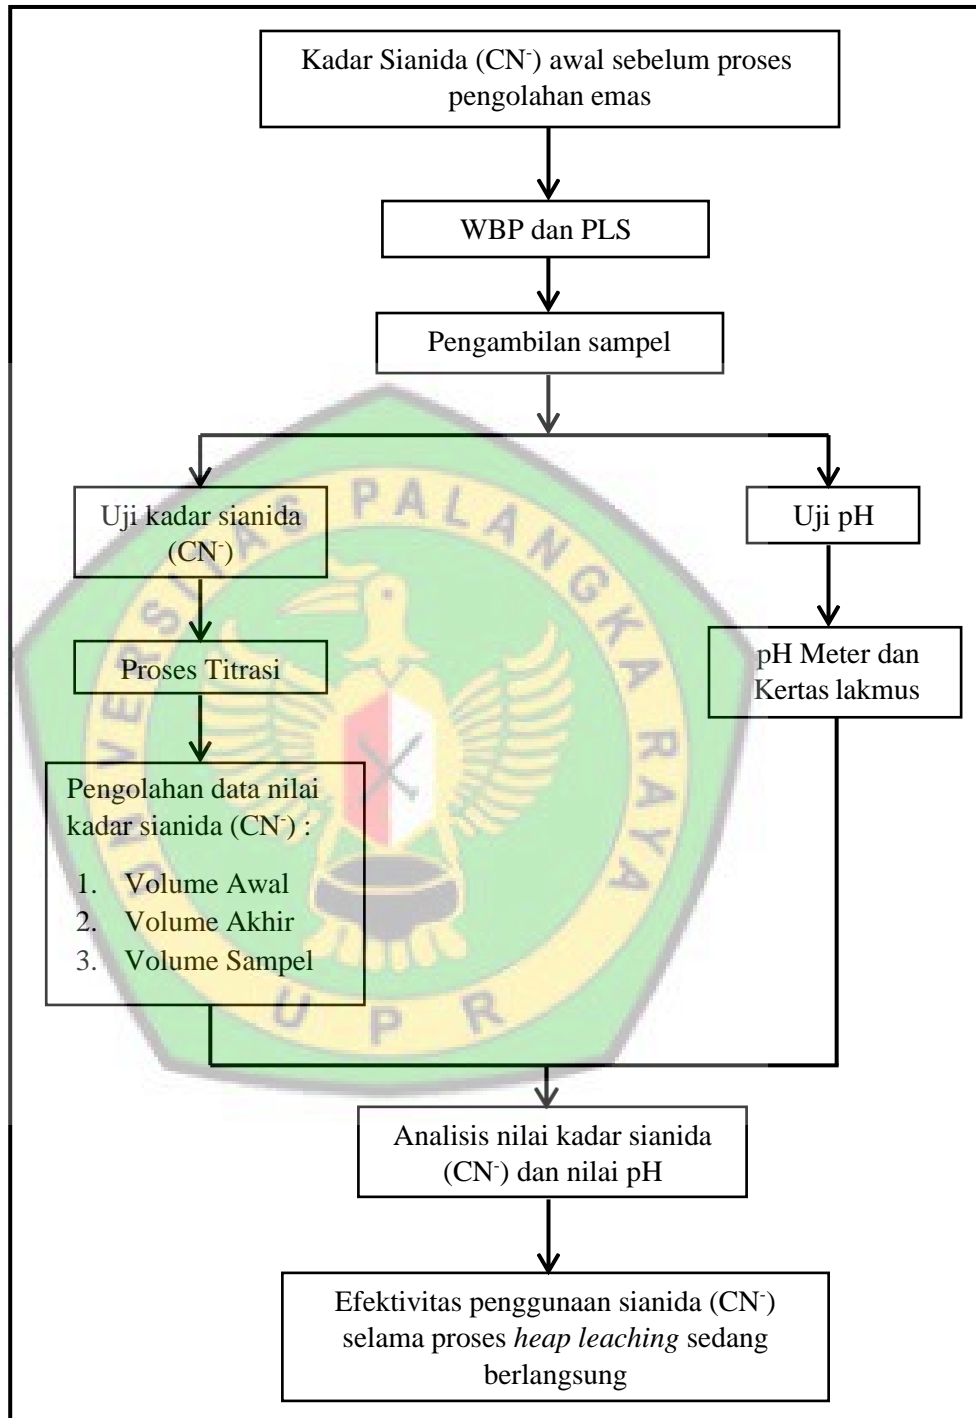 Kadar Sianida (CN⁻) awal sebelum proses
pengolahan emas
WBP dan PLS
Pengambilan sampel
Uji kadar sianida
(CN⁻)
Uji pH
Proses Titrasi
pH Meter dan
Kertas lakmus
Pengolahan data nilai
kadar sianida (CN⁻) :
1. Volume Awal
2. Volume Akhir
3. Volume Sampel
Analisis nilai kadar sianida
(CN⁻) dan nilai pH
Efektivitas penggunaan sianida (CN⁻)
selama proses heap leaching sedang
berlangsung
UNIVERSITAS PALANGKA RAYA
UPR